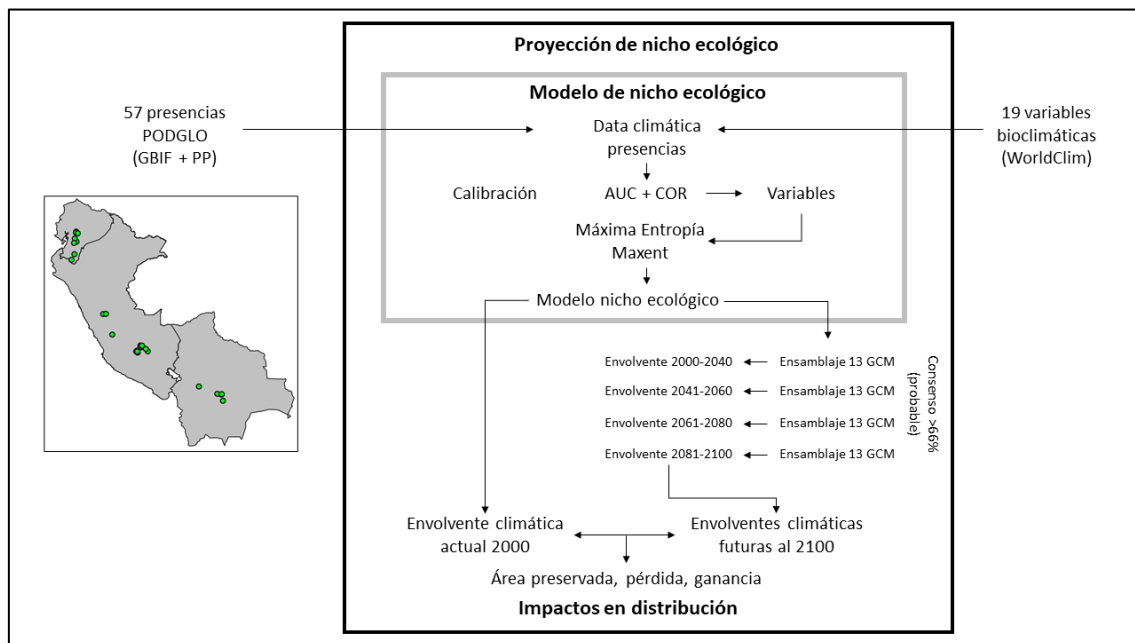 Proyección de nicho ecológico
Modelo de nicho ecológico
57 presencias
PODGLO
(GBIF + PP)
Data climática
presencias
19 variables
bioclimáticas
(WorldClim)
Calibración
AUC + COR
Variables
Máxima Entropía
Maxent
Modelo nicho ecológico
Envolvente 2000-2040
Ensamblaje 13 GCM
Envolvente 2041-2060
Ensamblaje 13 GCM
Envolvente 2061-2080
Ensamblaje 13 GCM
Envolvente 2081-2100
Ensamblaje 13 GCM
Consenso >66%
(probable)
Envolvente climática
actual 2000
Envolventes climáticas
futuras al 2100
Área preservada, pérdida, ganancia
Impactos en distribución